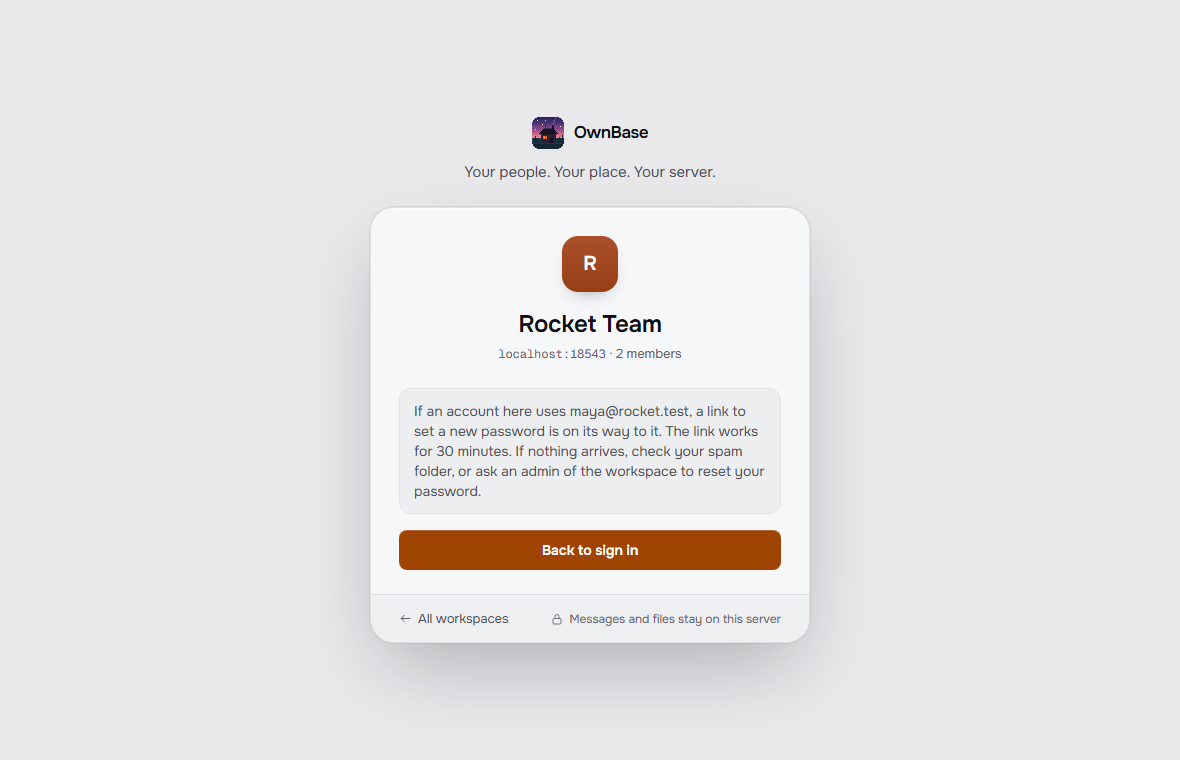 OwnBase
Your people. Your place. Your server.
R
Rocket Team
localhost:18543 · 2 members
If an account here uses maya@rocket.test, a link to
set a new password is on its way to it. The link works
for 30 minutes. If nothing arrives, check your spam
folder, or ask an admin of the workspace to reset your
password.
Back to sign in
← All workspaces
Messages and files stay on this server